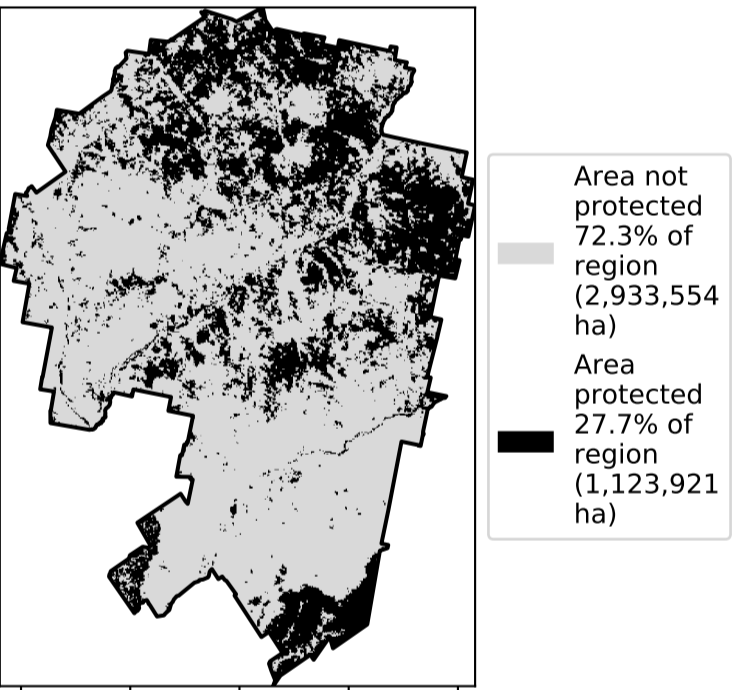 Area not
protected
72.3% of
region
(2,933,554
ha)
Area
protected
27.7% of
region
(1,123,921
ha)